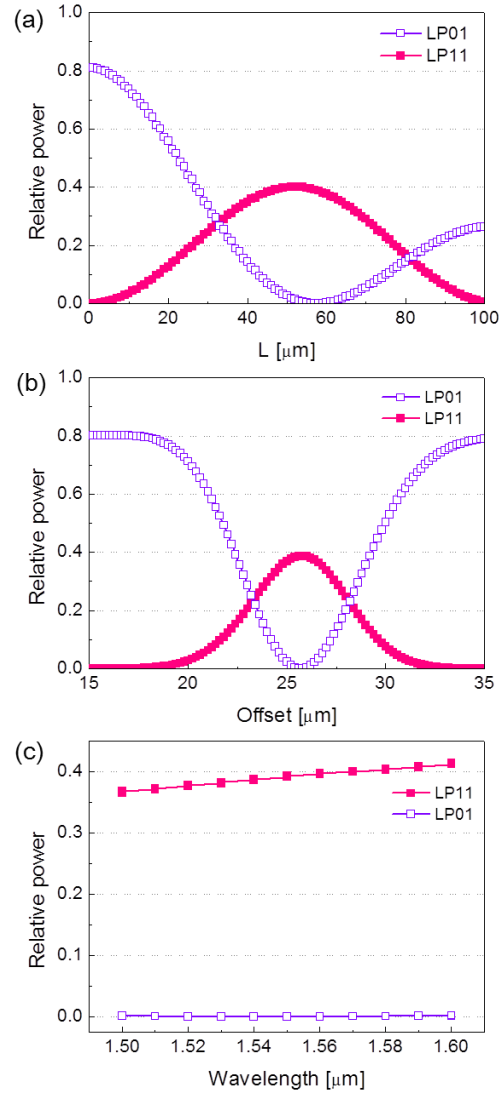 (a)
LP01
LP11
1.0
0.8
0.6
0.4
0.2
0.0
Relative power
0 20 40 60 80 100
L [μm]
(b)
LP01
LP11
1.0
0.8
0.6
0.4
0.2
0.0
Relative power
15 20 25 30 35
Offset [μm]
(c)
LP11
LP01
0.4
0.3
0.2
0.1
0.0
Relative power
1.50 1.52 1.54 1.56 1.58 1.60
Wavelength [μm]